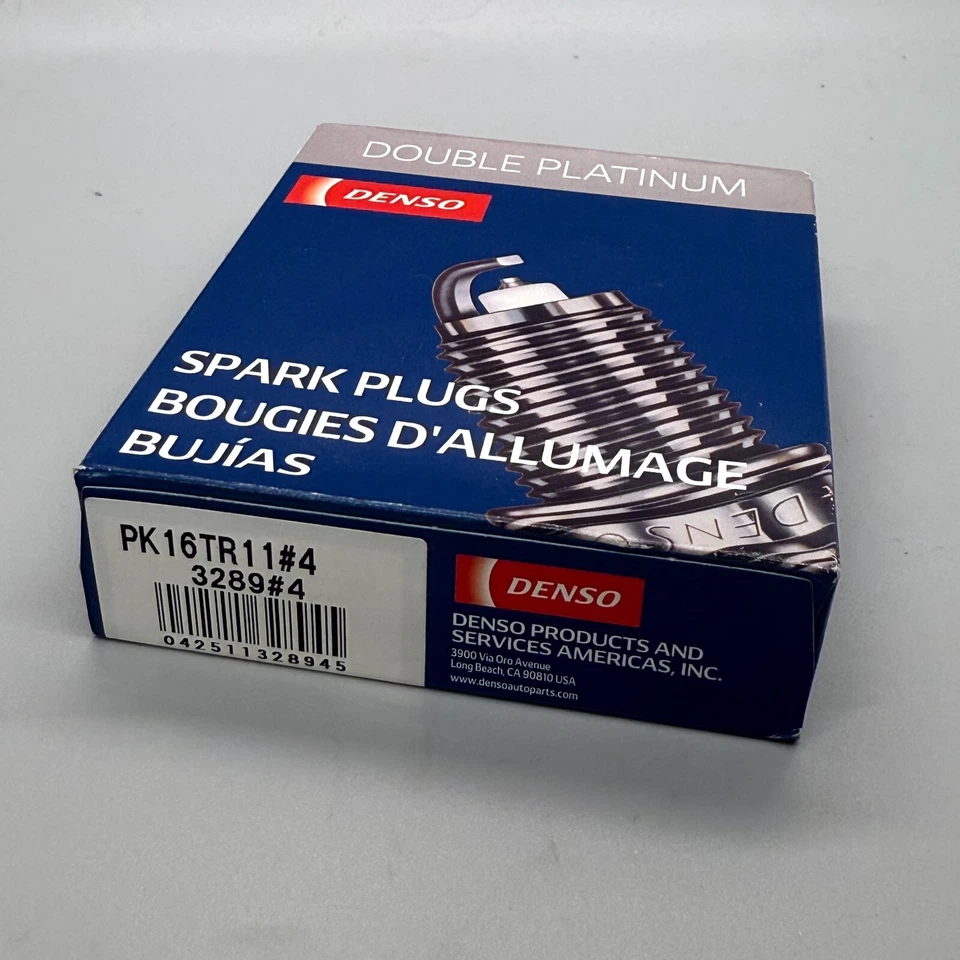 DOUBLE PLATINUM
DENSO
SPARK PLUGS
BOUGIES D'ALLUMAGE
BUJÍAS
DENSO
PK16TR11#4
3289#4
042511328945
DENSO
DENSO PRODUCTS AND
SERVICES AMERICAS, INC.
3900 Via Oro Avenue
Long Beach, CA 90810 USA
www.densoautoparts.com